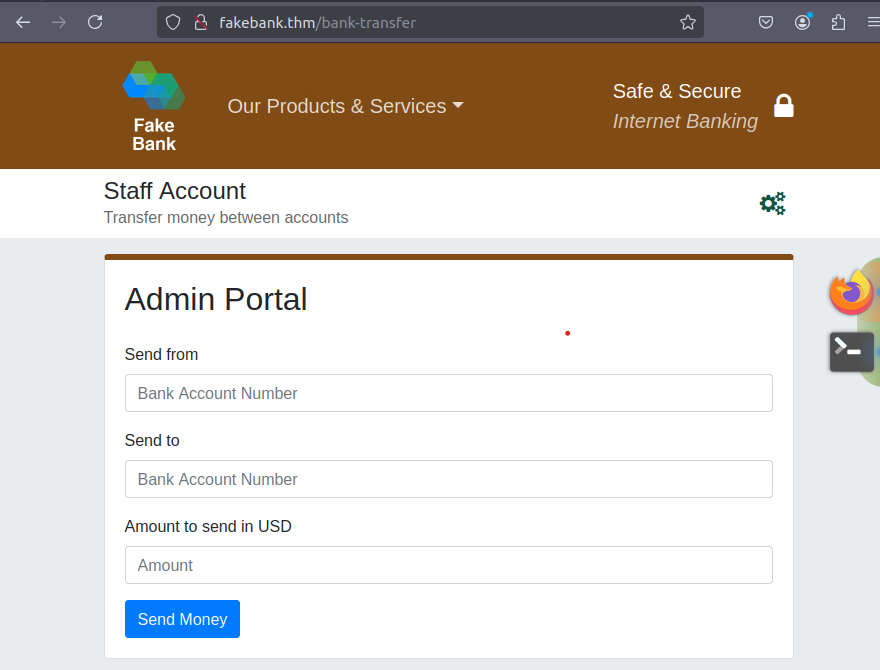 fakebank.thm/bank-transfer
Fake
Bank
Our Products & Services
Safe & Secure
Internet Banking
Staff Account
Transfer money between accounts
Admin Portal
Send from
Bank Account Number
Send to
Bank Account Number
Amount to send in USD
Amount
Send Money